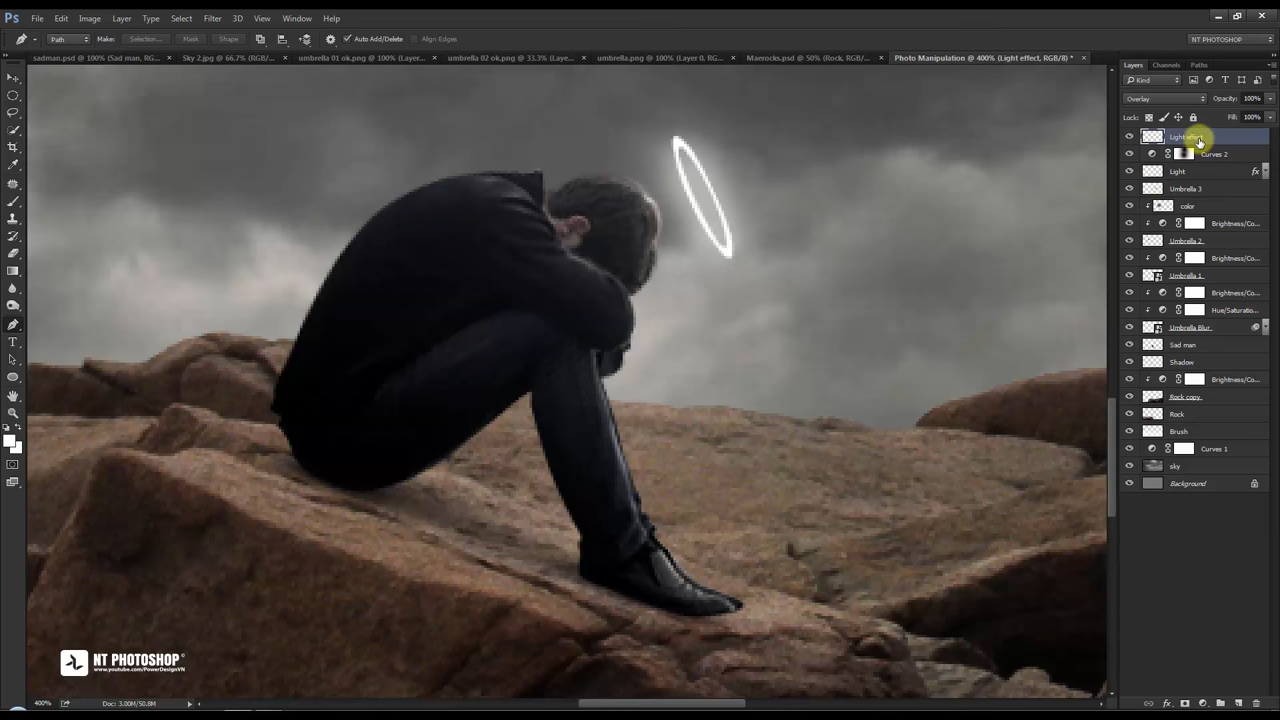 Ps File Edit Image Layer Type Select Filter 3D View Window Help
Path Make: Selection... Mask Shape Auto Add/Delete Align Edges NT PHOTOSHOP
sadman.psd @ 100% (Sad man, RG... × Sky 2.jpg @ 66.7% (RGB/... × umbrella 01 ok.png @ 100% (Layer... × umbrella 02 ok.png @ 33.3% (Layer... × umbrella.png @ 100% (Layer 0, RG... × Maerocks.psd @ 50% (Rock, RGB/... × Photo Manipulation @ 400% (Light effect, RGB/8) * ×
Layers Channels Paths
Kind
Overlay Opacity: 100%
Lock: Fill: 100%
Light effect
Curves 2
Light fx
Umbrella 3
color
Brightness/Co...
Umbrella 2
Brightness/Co...
Umbrella 1
Brightness/Co...
Hue/Saturatio...
Umbrella Blur
Sad man
Shadow
Brightness/Co...
Rock copy
Rock
Brush
Curves 1
sky
Background
NT PHOTOSHOP©
www.youtube.com/PowerDesignVN
400% Doc: 3.00M/50.8M
fx